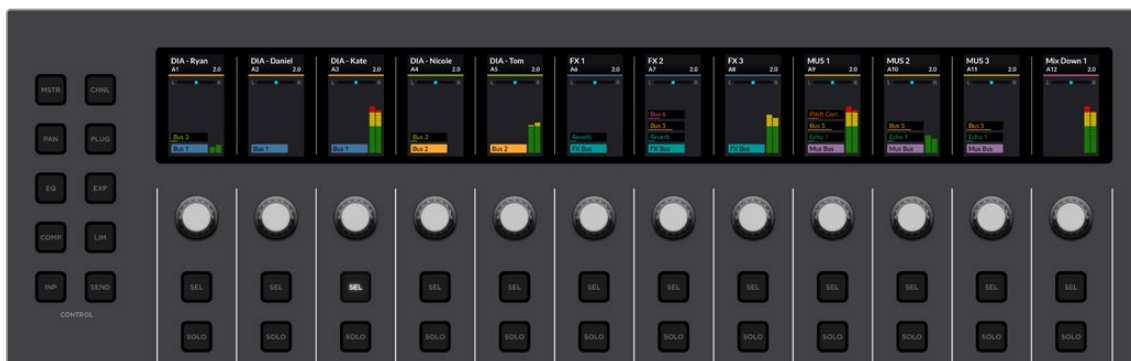 DIA - Ryan
A1 2.0
L R
Bus 3
Bus 1
DIA - Daniel
A2 2.0
L R
Bus 1
DIA - Kate
A3 2.0
L R
Bus 1
DIA - Nicole
A4 2.0
L R
Bus 3
Bus 2
DIA - Tom
A5 2.0
L R
Bus 2
FX 1
A6 2.0
L R
Reverb
FX Bus
FX 2
A7 2.0
L R
Bus 6
Bus 5
Reverb
FX Bus
FX 3
A8 2.0
L R
FX Bus
MUS 1
A9 2.0
L R
Pitch Corr.
Bus 5
Echo 1
Mus Bus
MUS 2
A10 2.0
L R
Bus 5
Echo 1
Mus Bus
MUS 3
A11 2.0
L R
Bus 5
Mus Bus
Mix Down 1
A12 2.0
L R
MSTR CHNL
PAN PLUG
EQ EXP
COMP LIM
INP SEND
CONTROL
SEL SEL SEL SEL SEL SEL SEL SEL SEL SEL SEL SEL
SOLO SOLO SOLO SOLO SOLO SOLO SOLO SOLO SOLO SOLO SOLO SOLO